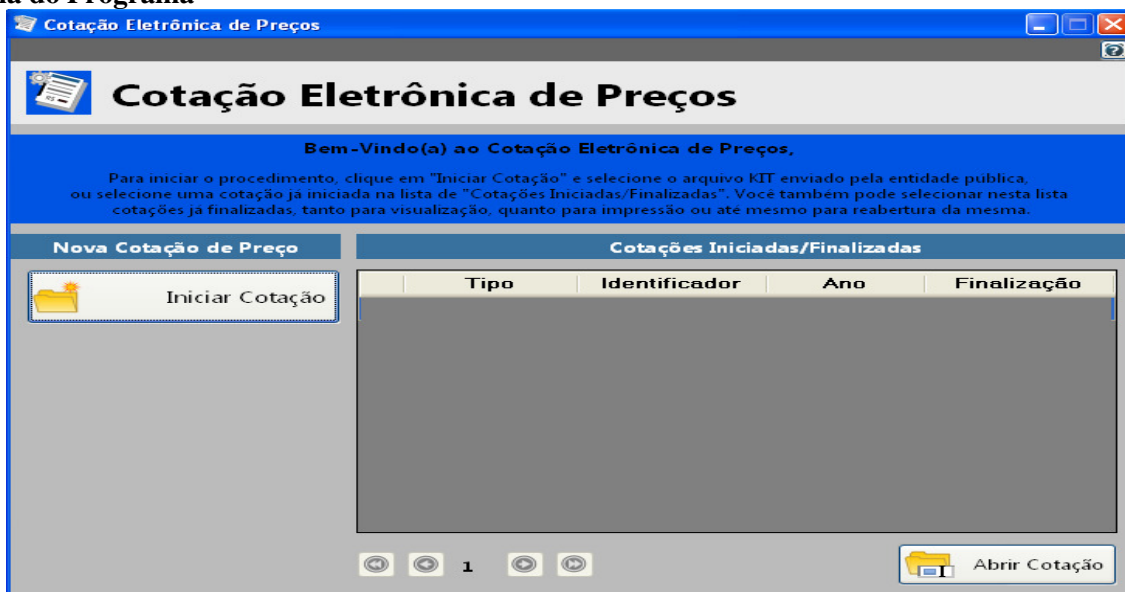 do Programa
Cotação Eletrônica de Preços
Cotação Eletrônica de Preços
Bem-Vindo(a) ao Cotação Eletrônica de Preços,
Para iniciar o procedimento, clique em "Iniciar Cotação" e selecione o arquivo KIT enviado pela entidade pública,
ou selecione uma cotação já iniciada na lista de "Cotações Iniciadas/Finalizadas". Você também pode selecionar nesta lista
cotações já finalizadas, tanto para visualização, quanto para impressão ou até mesmo para reabertura da mesma.
Nova Cotação de Preço
Cotações Iniciadas/Finalizadas
Iniciar Cotação
Tipo Identificador Ano Finalização
1
Abrir Cotação